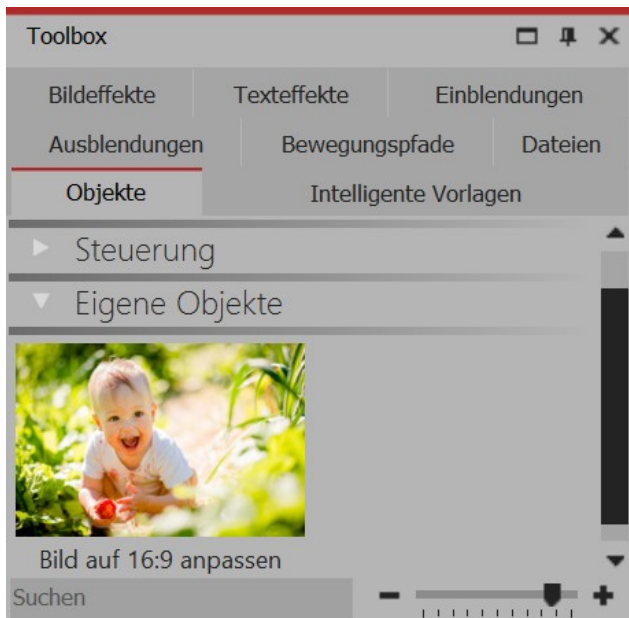 Toolbox
Bildeffekte Texteffekte Einblendungen
Ausblendungen Bewegungspfade Dateien
Objekte Intelligente Vorlagen
Steuerung
Eigene Objekte
Bild auf 16:9 anpassen
Suchen